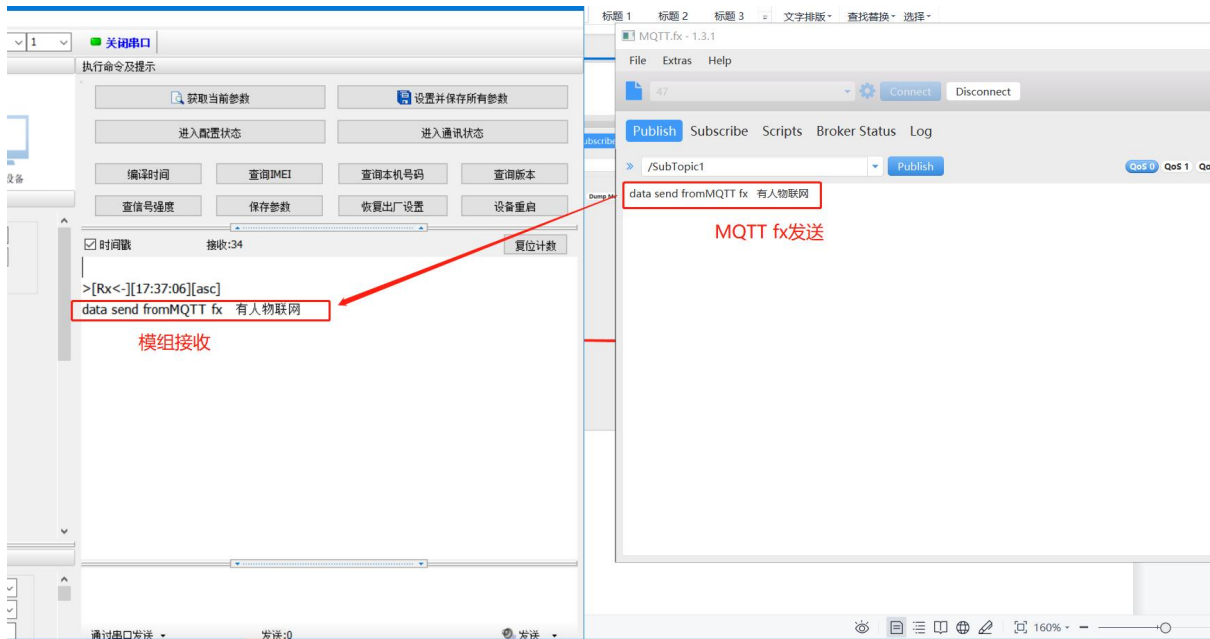 标题 1 标题 2 标题 3 文字排版 查找替换 选择
1 关闭串口
执行命令及提示
获取当前参数 设置并保存所有参数
进入配置状态 进入通讯状态
编译时间 查询IMEI 查询本机号码 查询版本
设备
查信号强度 保存参数 恢复出厂设置 设备重启
时间戳 接收:34 复位计数
>[Rx<-][17:37:06][asc]
data send fromMQTT fx 有人物联网
模组接收
通过串口发送 发送:0 发送
MQTT.fx - 1.3.1
File Extras Help
47 Connect Disconnect
Publish Subscribe Scripts Broker Status Log
/SubTopic1 Publish QoS 0 QoS 1
data send fromMQTT fx 有人物联网
MQTT fx发送
160%